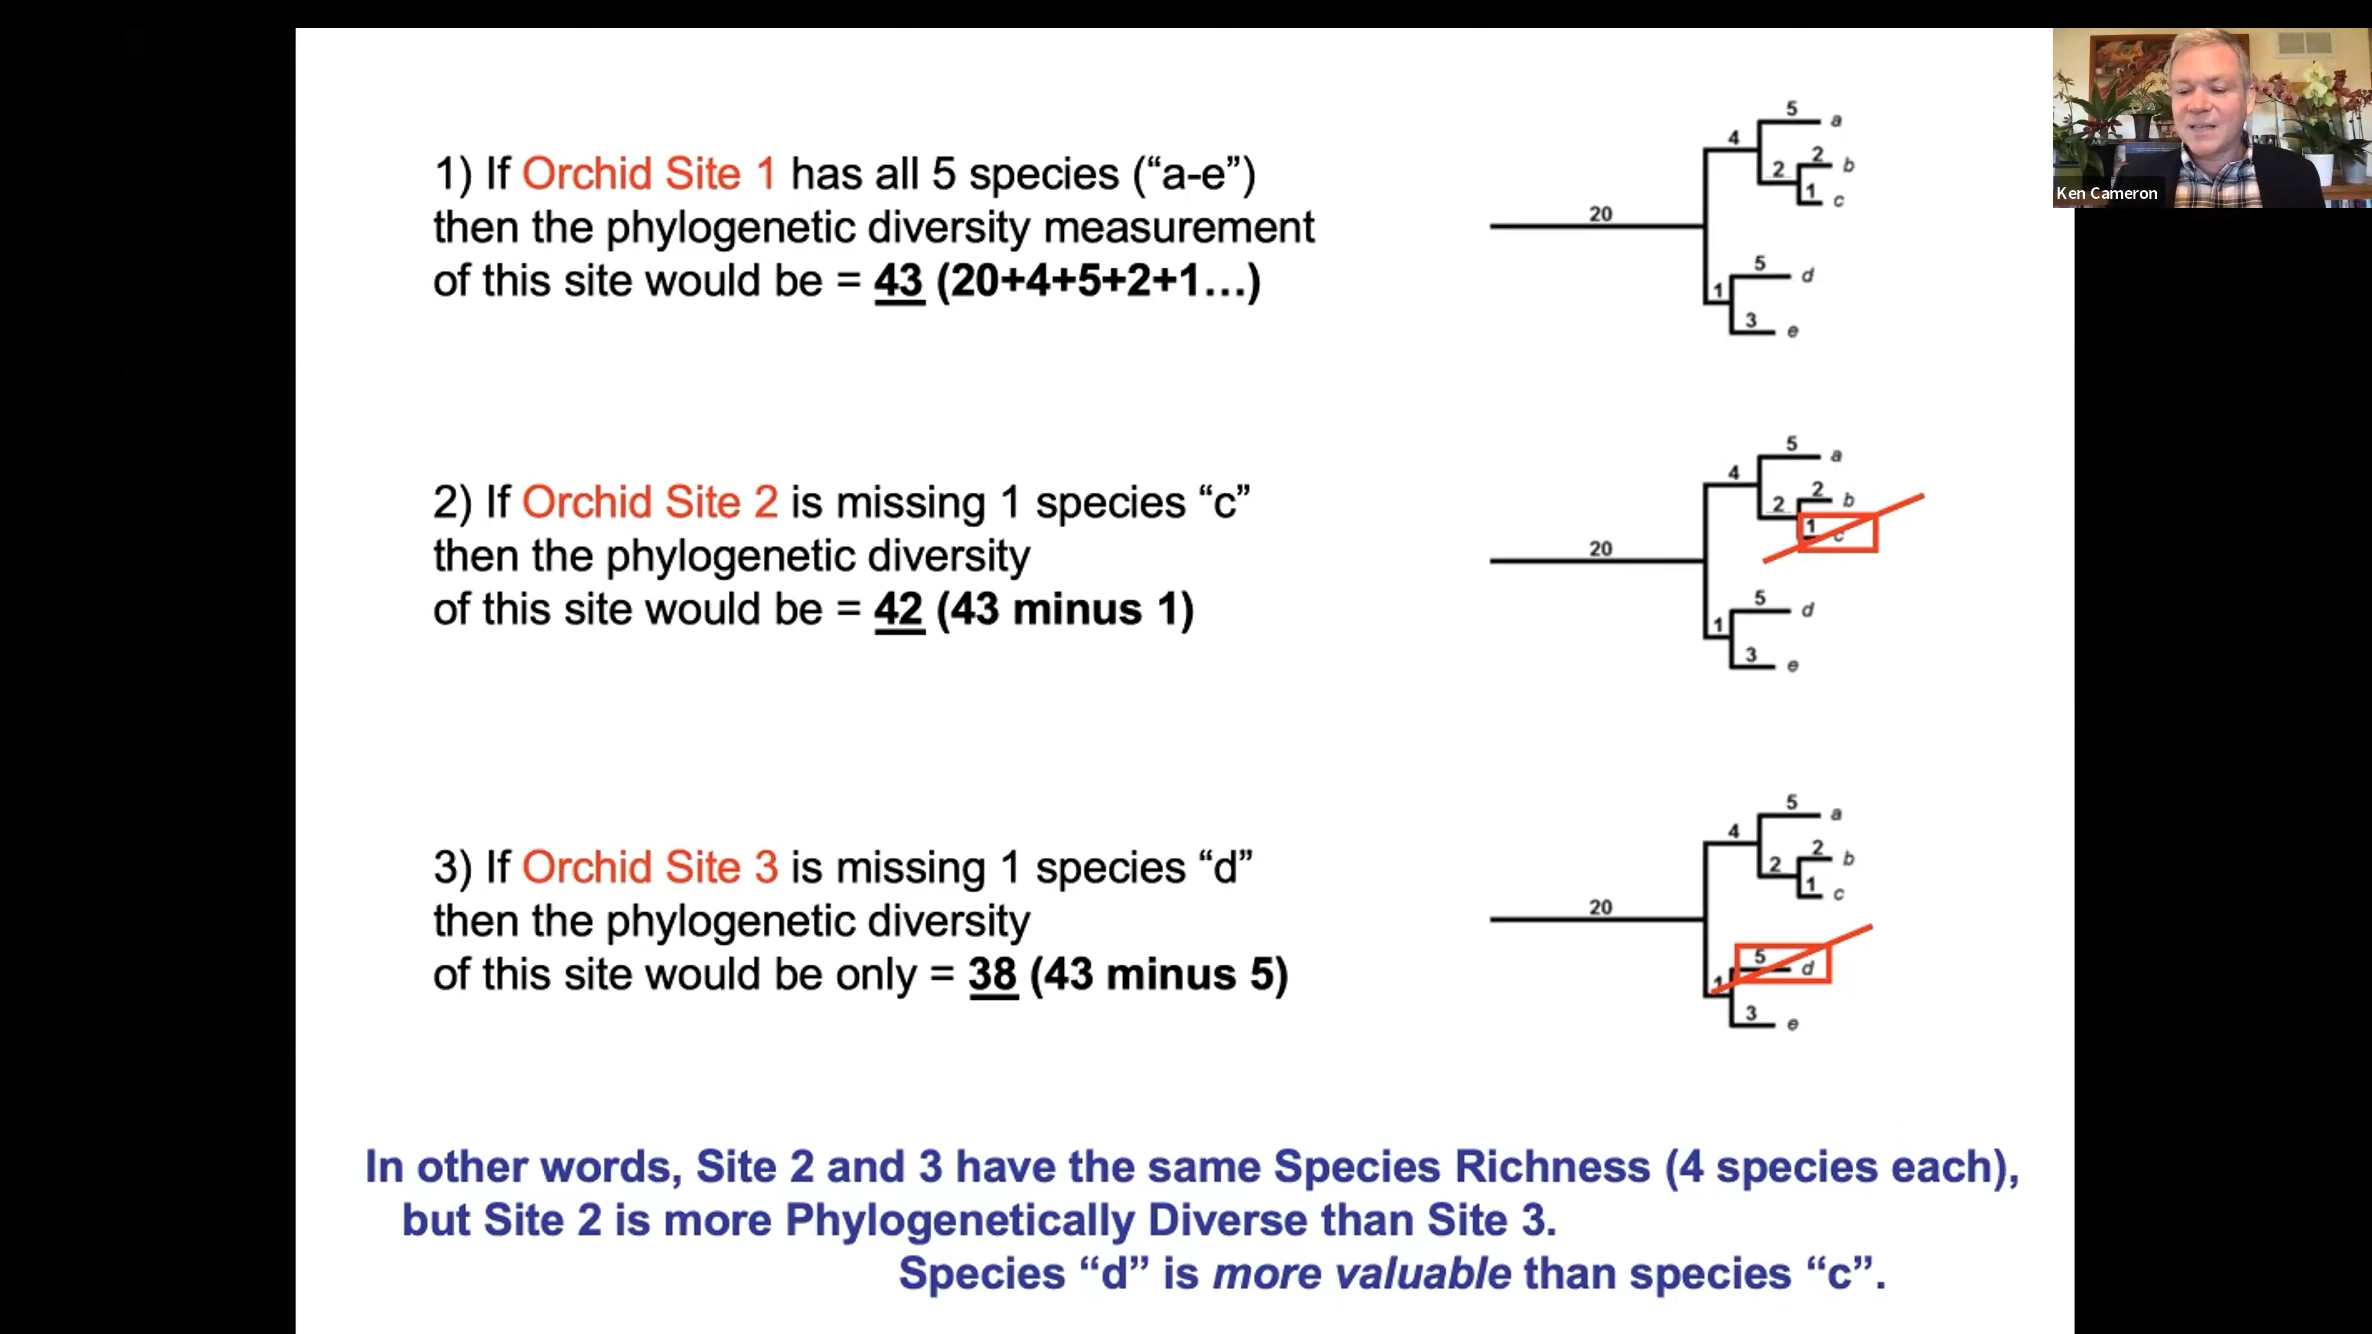 1) If Orchid Site 1 has all 5 species (“a-e”)
then the phylogenetic diversity measurement
of this site would be = 43 (20+4+5+2+1...)
20
4
5
a
2
2
b
1
c
5
d
1
3
e
Ken Cameron
2) If Orchid Site 2 is missing 1 species “c”
then the phylogenetic diversity
of this site would be = 42 (43 minus 1)
20
4
5
a
2
2
b
1
c
5
d
1
3
e
3) If Orchid Site 3 is missing 1 species “d”
then the phylogenetic diversity
of this site would be only = 38 (43 minus 5)
20
4
5
a
2
2
b
1
c
5
d
1
3
e
In other words, Site 2 and 3 have the same Species Richness (4 species each),
but Site 2 is more Phylogenetically Diverse than Site 3.
Species “d” is more valuable than species “c”.